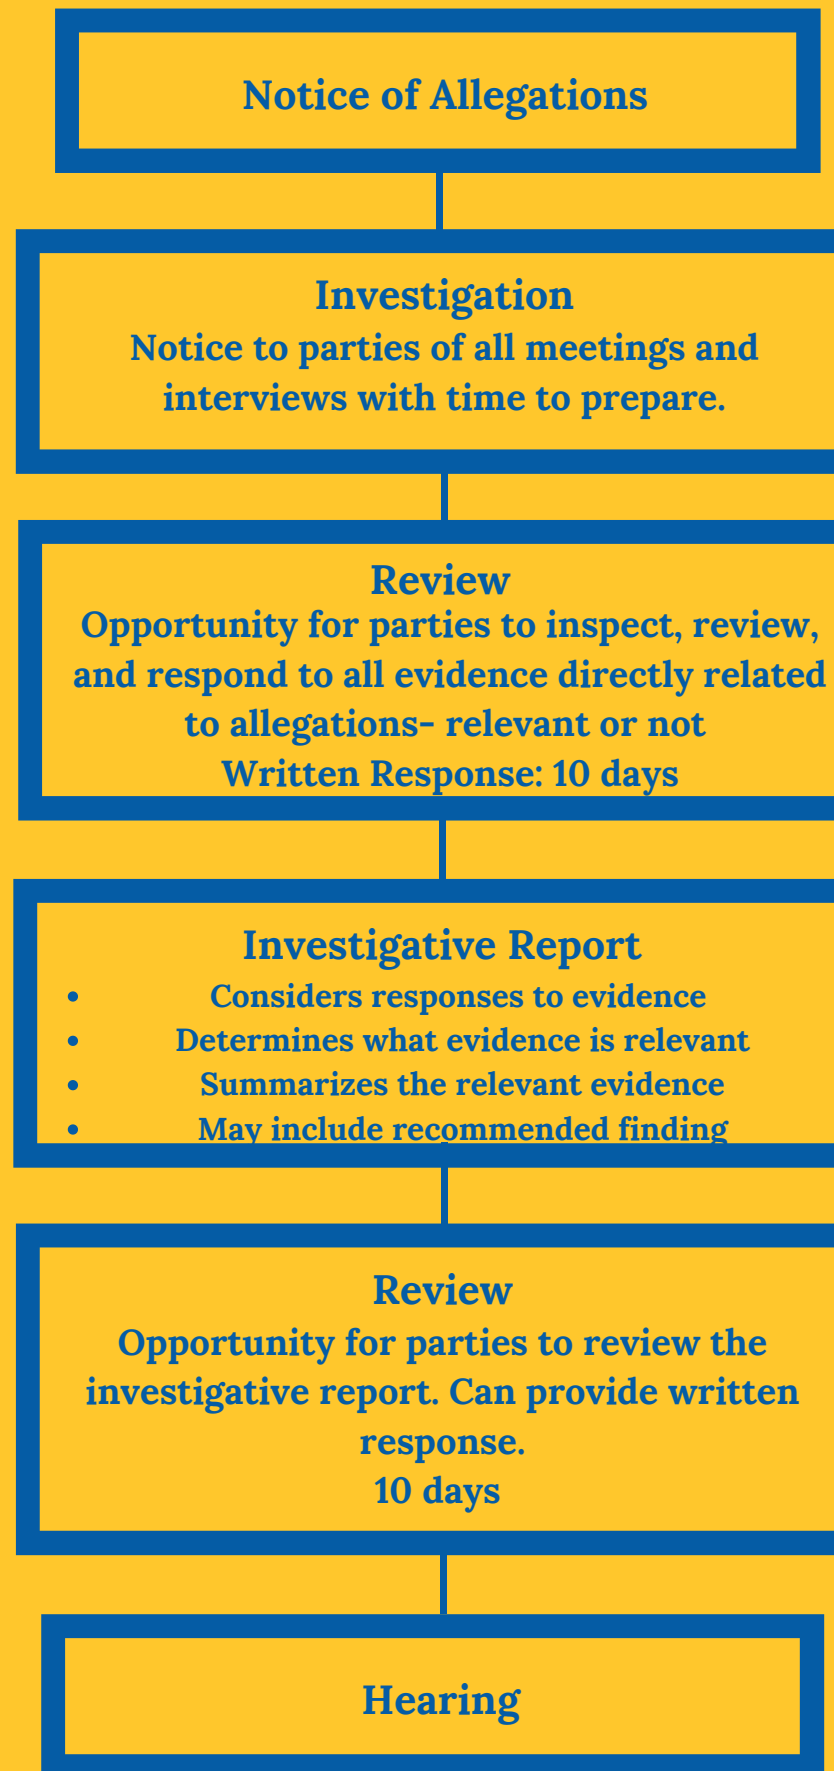 Notice of Allegations
Investigation
Notice to parties of all meetings and
interviews with time to prepare.
Review
Opportunity for parties to inspect, review,
and respond to all evidence directly related
to allegations- relevant or not
Written Response: 10 days
Investigative Report
• Considers responses to evidence
• Determines what evidence is relevant
• Summarizes the relevant evidence
• May include recommended finding
Review
Opportunity for parties to review the
investigative report. Can provide written
response.
10 days
Hearing